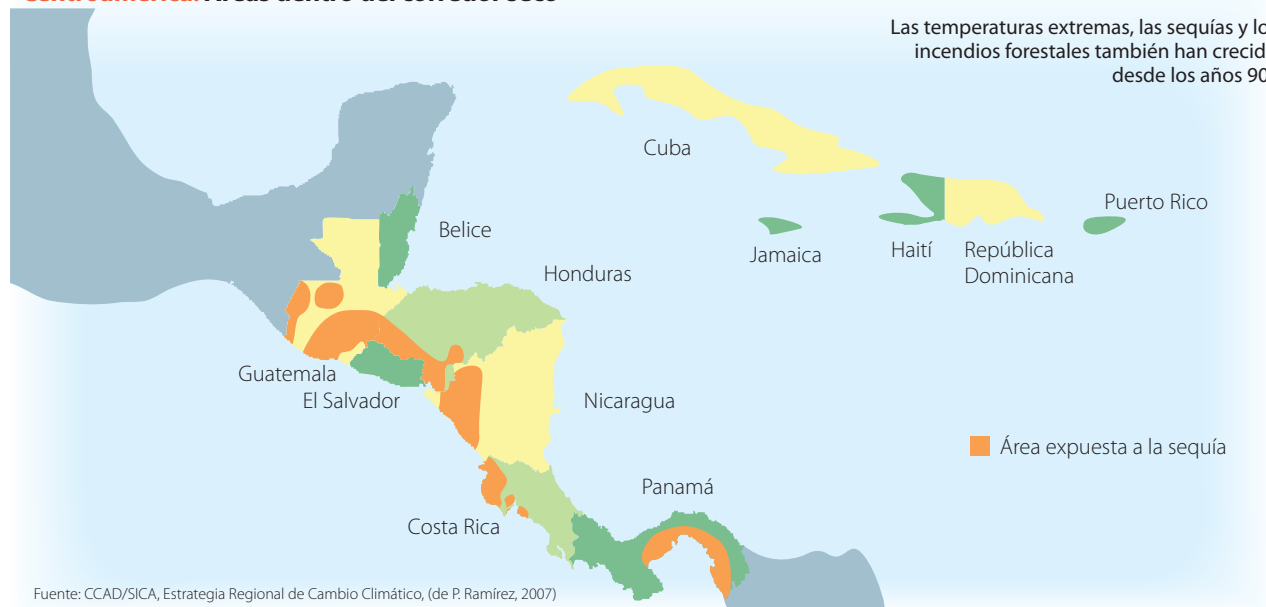 Las temperaturas extremas, las sequías y lo
incendios forestales también han crecid
desde los años 90
Cuba
Puerto Rico
Belice
Jamaica
Haití
República
Dominicana
Honduras
Guatemala
El Salvador
Nicaragua
Área expuesta a la sequía
Panamá
Costa Rica
Fuente: CCAD/SICA, Estrategia Regional de Cambio Climático, (de P. Ramírez, 2007)